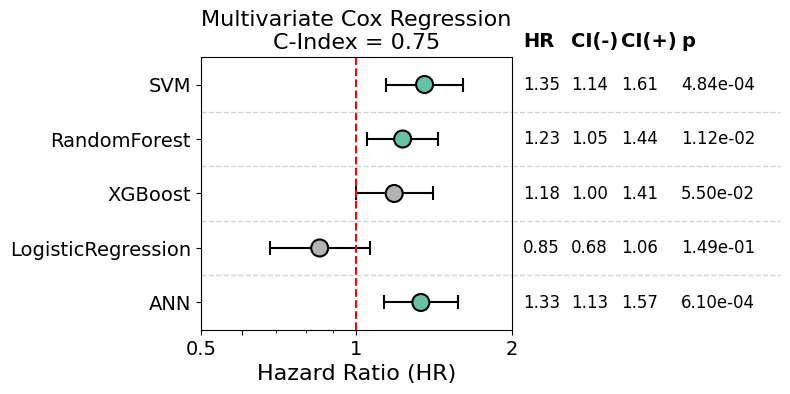 Multivariate Cox Regression
C-Index = 0.75
HR CI(-) CI(+) p
SVM 1.35 1.14 1.61 4.84e-04
RandomForest 1.23 1.05 1.44 1.12e-02
XGBoost 1.18 1.00 1.41 5.50e-02
LogisticRegression 0.85 0.68 1.06 1.49e-01
ANN 1.33 1.13 1.57 6.10e-04
0.5 1 2
Hazard Ratio (HR)